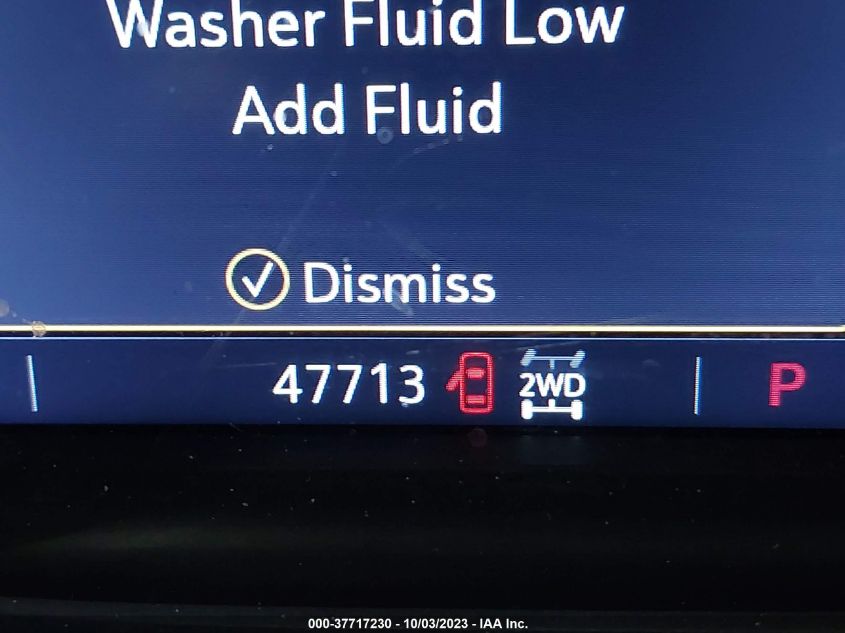 Washer Fluid Low
Add Fluid
Dismiss
47713 2WD P
000-37717230 - 10/03/2023 - IAA Inc.